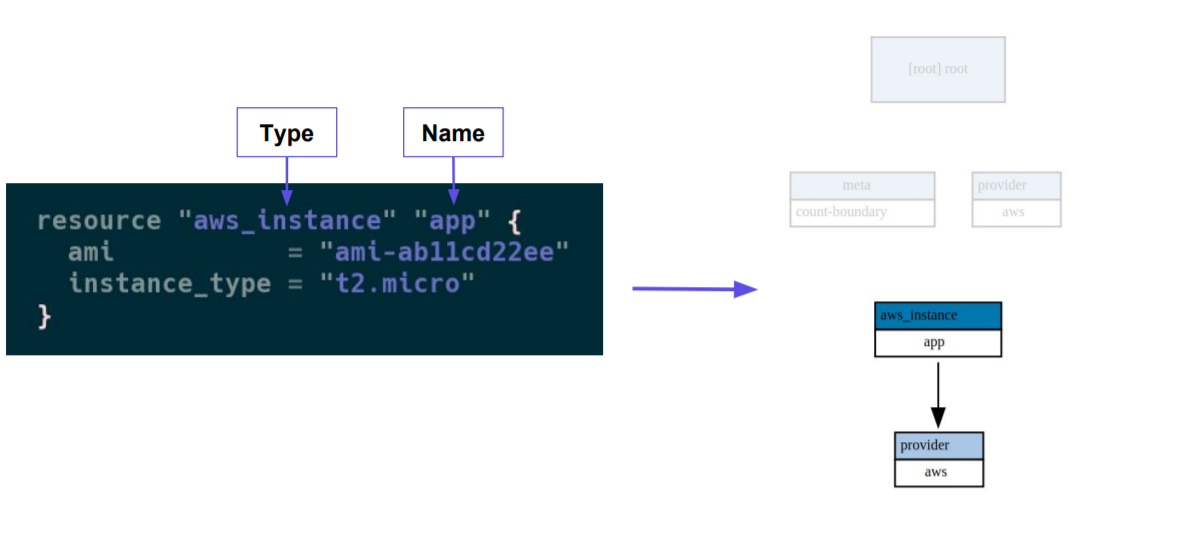 Type
Name
resource "aws_instance" "app" {
ami = "ami-ab11cd22ee"
instance_type = "t2.micro"
}
[root] root
meta
count-boundary
provider
aws
aws_instance
app
provider
aws